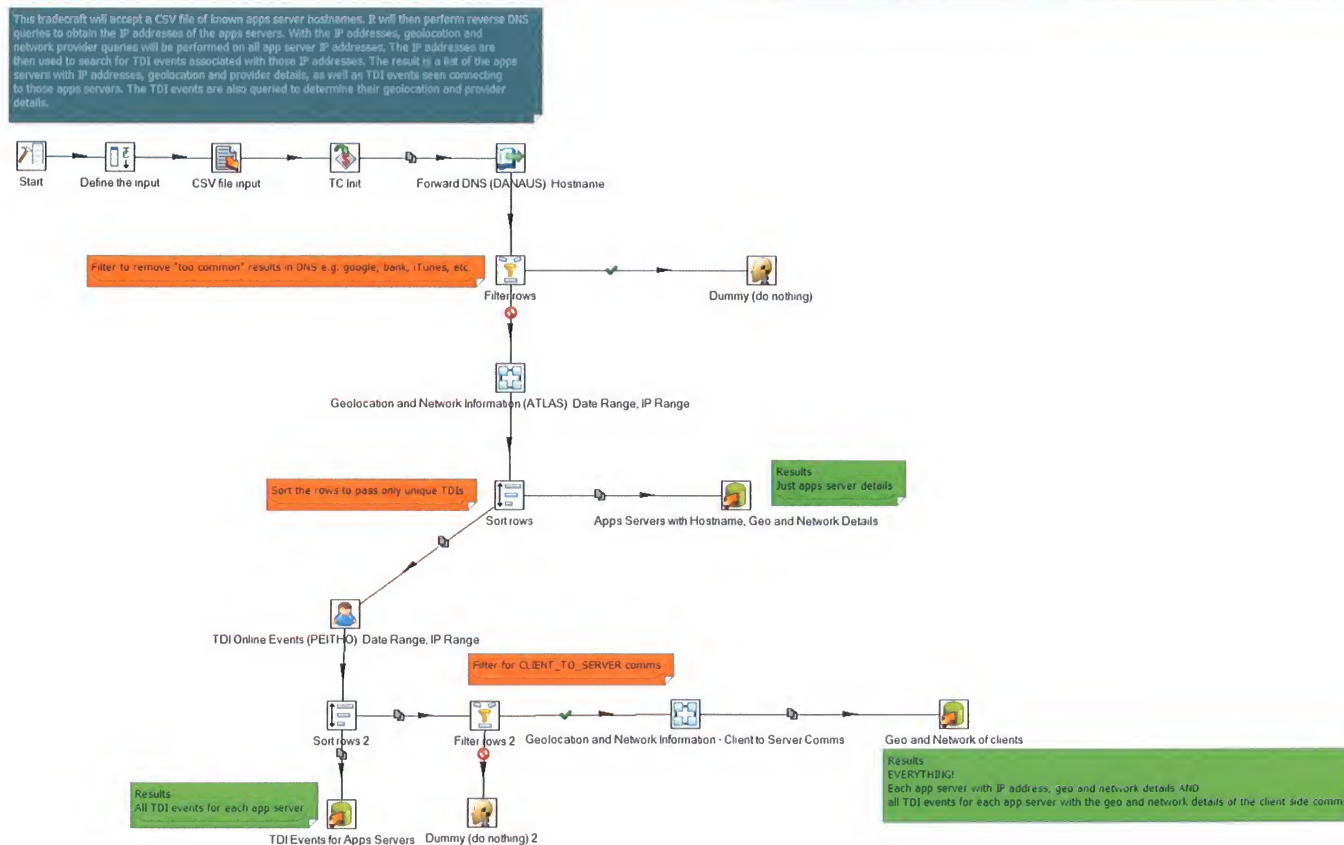 This tradecraft will accept a CSV file of known apps server hostnames. It will then perform reverse DNS
queries to obtain the IP addresses of the apps servers. With the IP addresses, geolocation and
network provider queries will be performed on all app server IP addresses. The IP addresses are
then used to search for TDI events associated with those IP addresses. The result is a list of the apps
servers with IP addresses, geolocation and provider details, as well as TDI events seen connecting
to those apps servers. The TDI events are also queried to determine their geolocation and provider
details.
Start
Define the input
CSV file input
TC Init
Forward DNS (DANAUS) Hostname
Filter to remove "too common" results in DNS e.g. google, bank, iTunes, etc.
Filter rows
Dummy (do nothing)
Geolocation and Network Information (ATLAS) Date Range, IP Range
Sort the rows to pass only unique TDIs
Sort rows
Apps Servers with Hostname, Geo and Network Details
Results
Just apps server details
TDI Online Events (PEITHO) Date Range, IP Range
Filter for CLIENT_TO_SERVER comms
Sort rows 2
Filter rows 2
Geolocation and Network Information - Client to Server Comms
Geo and Network of clients
Results
All TDI events for each app server
TDI Events for Apps Servers
Dummy (do nothing) 2
Results
EVERYTHING!
Each app server with IP address, geo and network details AND
all TDI events for each app server with the geo and network details of the client side comm